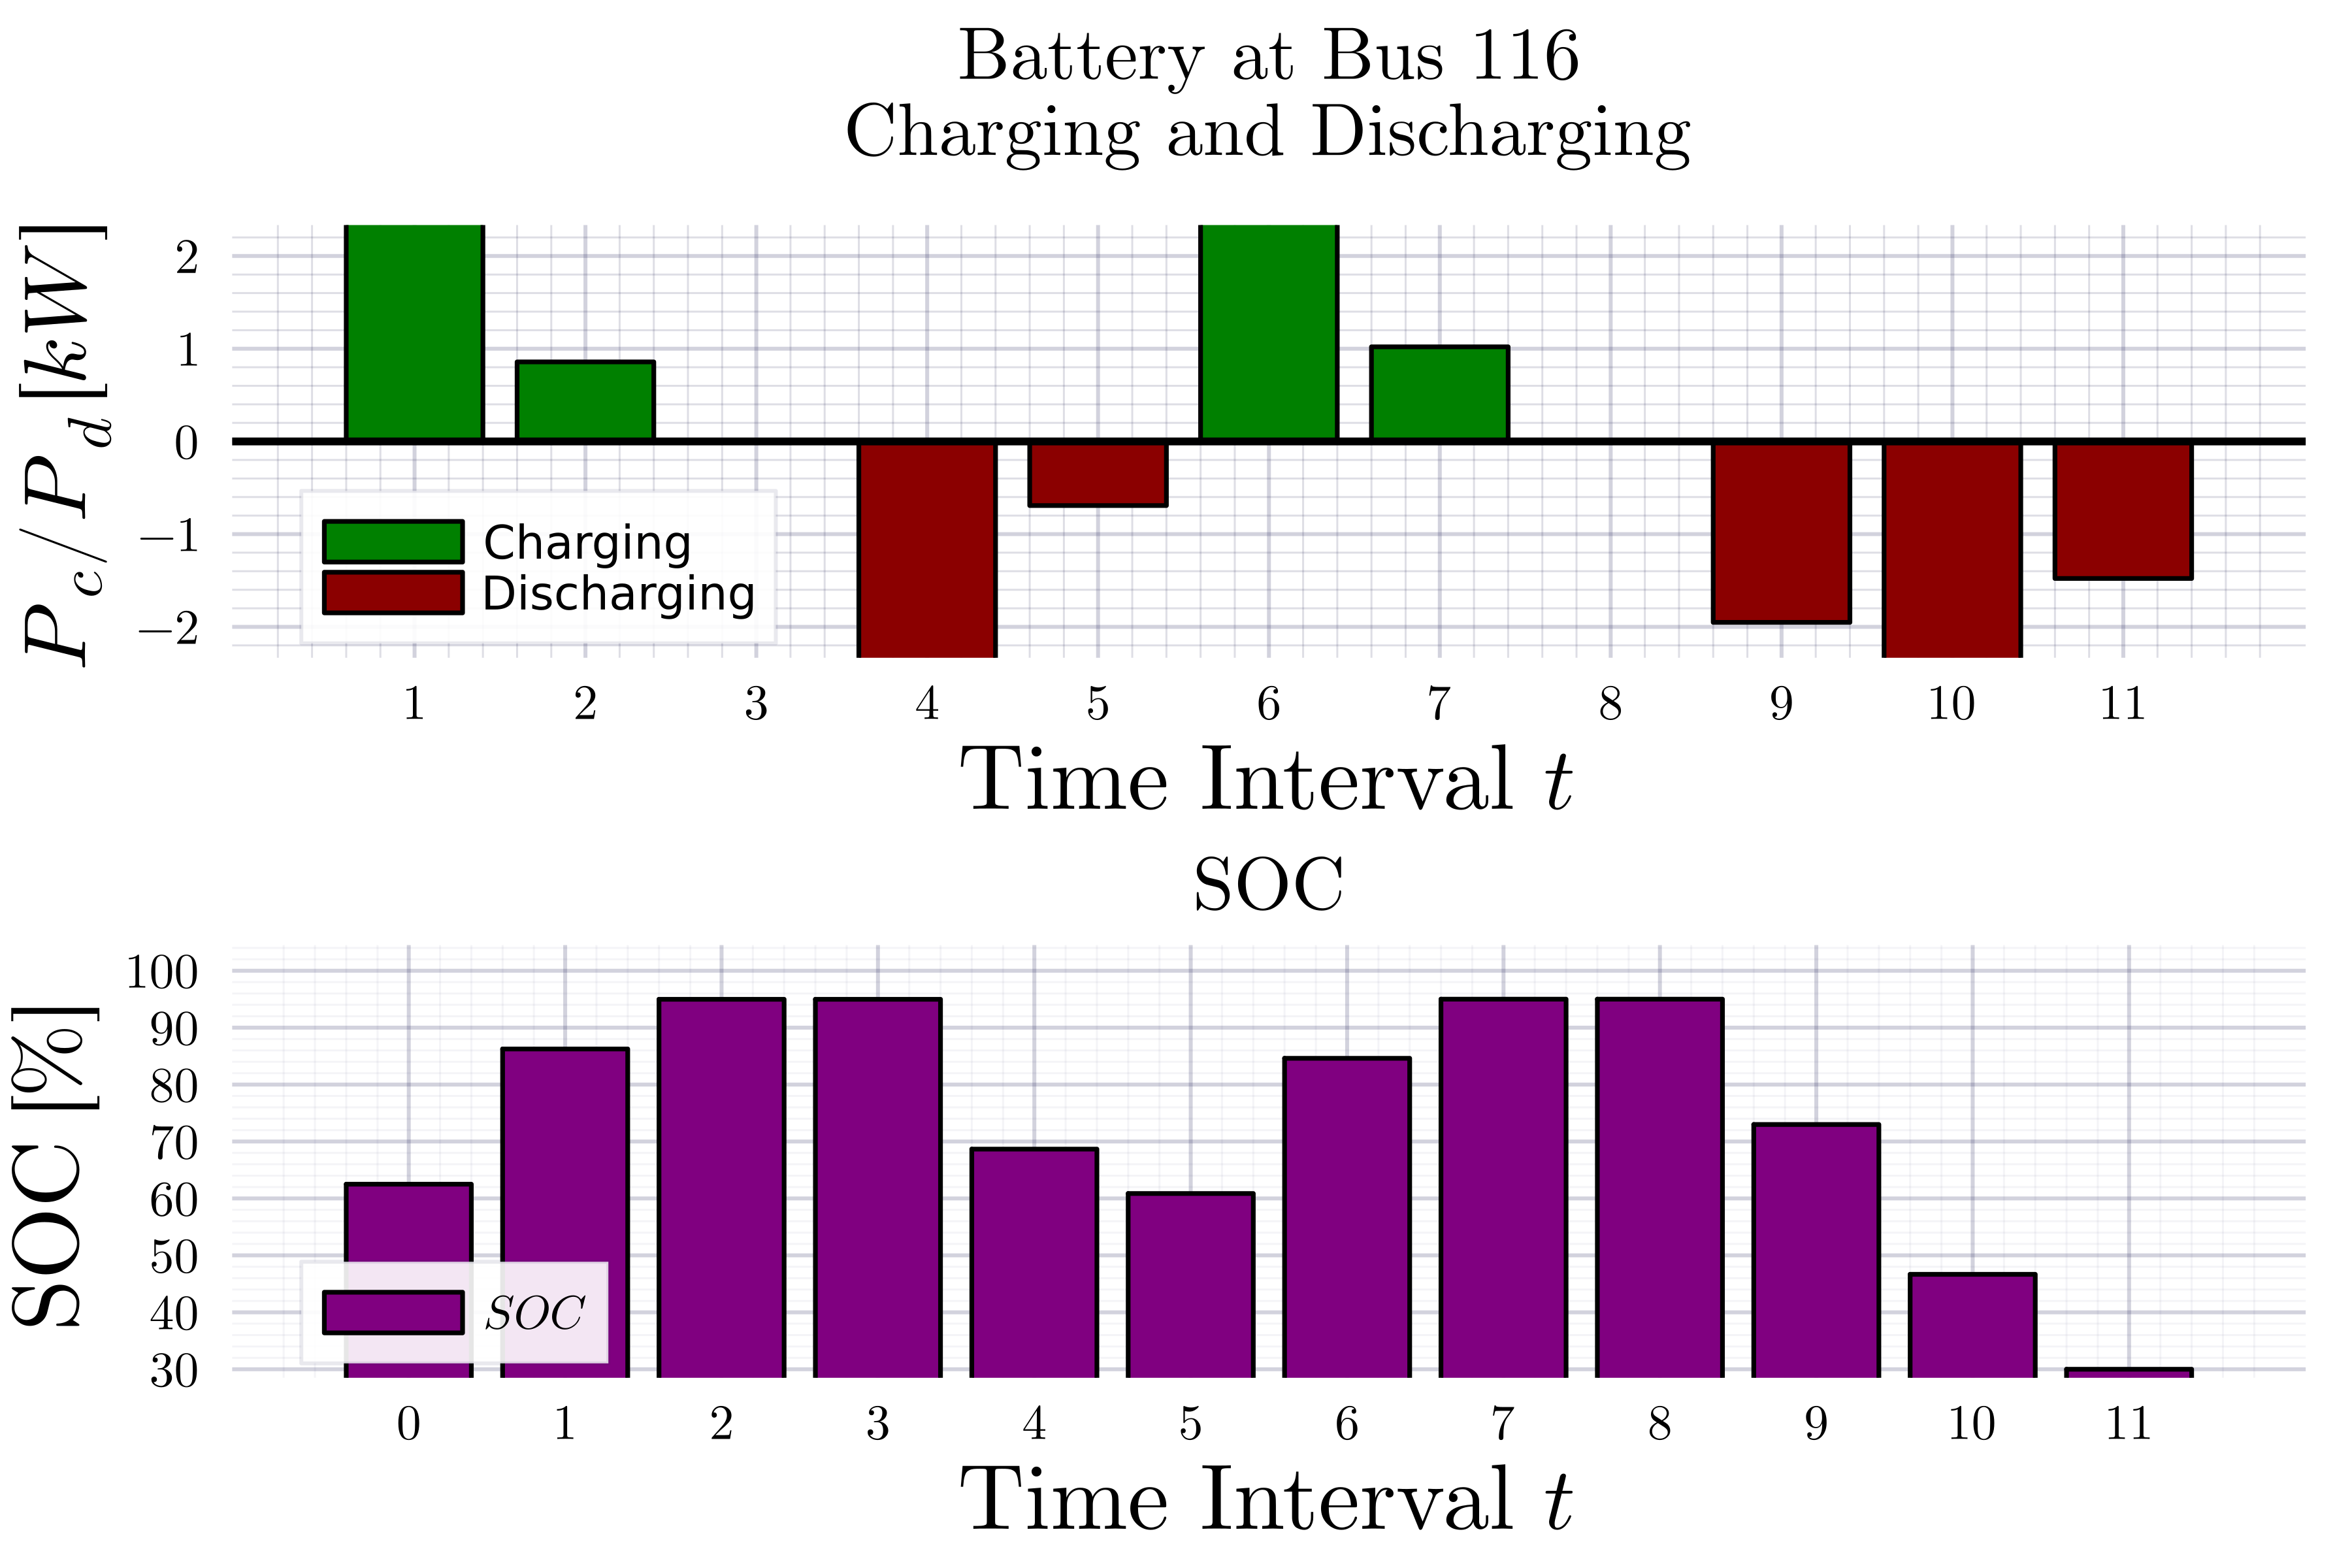 Battery at Bus 116
Charging and Discharging
P_c/P_d [kW]
2
1
0
−1
−2
Charging
Discharging
1 2 3 4 5 6 7 8 9 10 11
Time Interval t
SOC
SOC [%]
100
90
80
70
60
50
40
30
SOC
0 1 2 3 4 5 6 7 8 9 10 11
Time Interval t